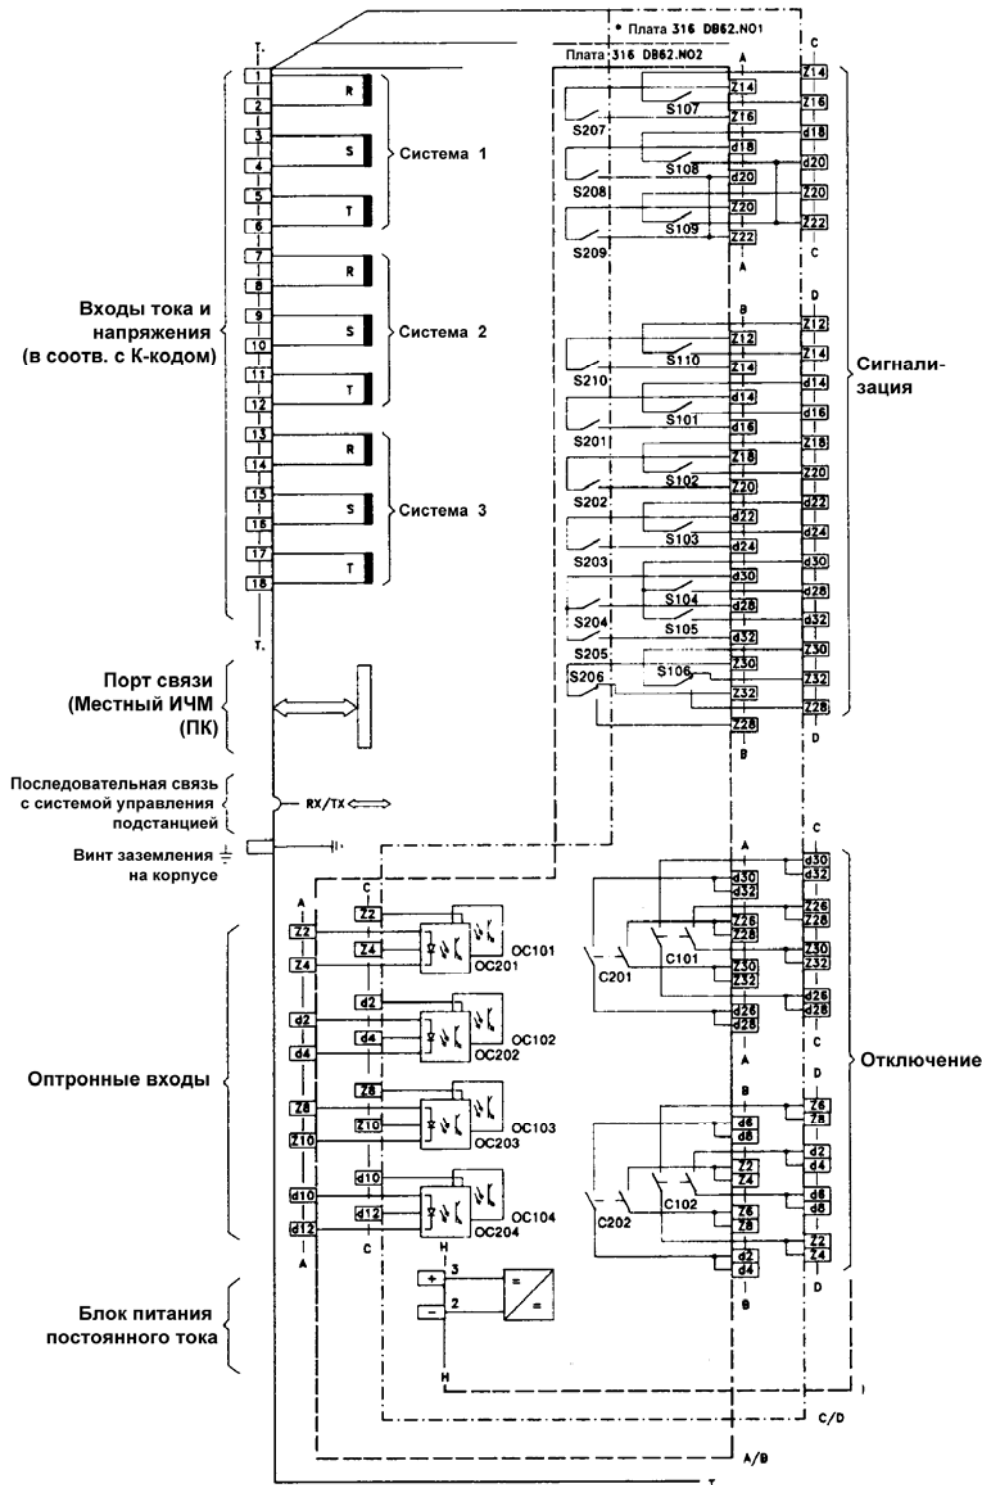 • Плата 316 DB62.NO1
Плата 316 DB62.NO2
T.
1
2
3
4
5
6
7
8
9
10
11
12
13
14
15
16
17
18
T.
R
S
T
R
S
T
R
S
T
Система 1
Система 2
Система 3
Входы тока и
напряжения
(в соотв. с К-кодом)
Порт связи
(Местный ИЧМ
(ПК)
Последовательная связь
с системой управления
подстанцией
RX/TX
Винт заземления
на корпусе
A
Z14
Z16
d18
d20
Z20
Z22
A
C
Z14
Z16
d18
d20
Z20
Z22
C
S207
S107
S208
S108
S209
S109
B
Z12
Z14
d14
d16
Z18
Z20
d22
d24
d30
d28
d32
Z30
Z32
Z28
B
D
Z12
Z14
d14
d16
Z18
Z20
d22
d24
d30
d28
d32
Z30
Z32
Z28
D
S210
S110
S201
S101
S202
S102
S203
S103
S204
S104
S205
S105
S206
S106
Сигнали-
зация
A
d30
d32
Z26
Z28
Z30
Z32
d26
d28
A
C
d30
d32
Z26
Z28
Z30
Z32
d26
d28
C
C201
C101
B
d6
d8
Z2
Z4
Z6
Z8
d2
d4
B
D
Z6
Z8
d2
d4
d6
d8
Z2
Z4
D
C202
C102
Отключение
Оптронные входы
A
Z2
Z4
d2
d4
Z8
Z10
d10
d12
A
C
Z2
Z4
d2
d4
Z8
Z10
d10
d12
C
OC101
OC201
OC102
OC202
OC103
OC203
OC104
OC204
H
+ 3
− 2
=
=
H
Блок питания
постоянного тока
C/D
A/B
T